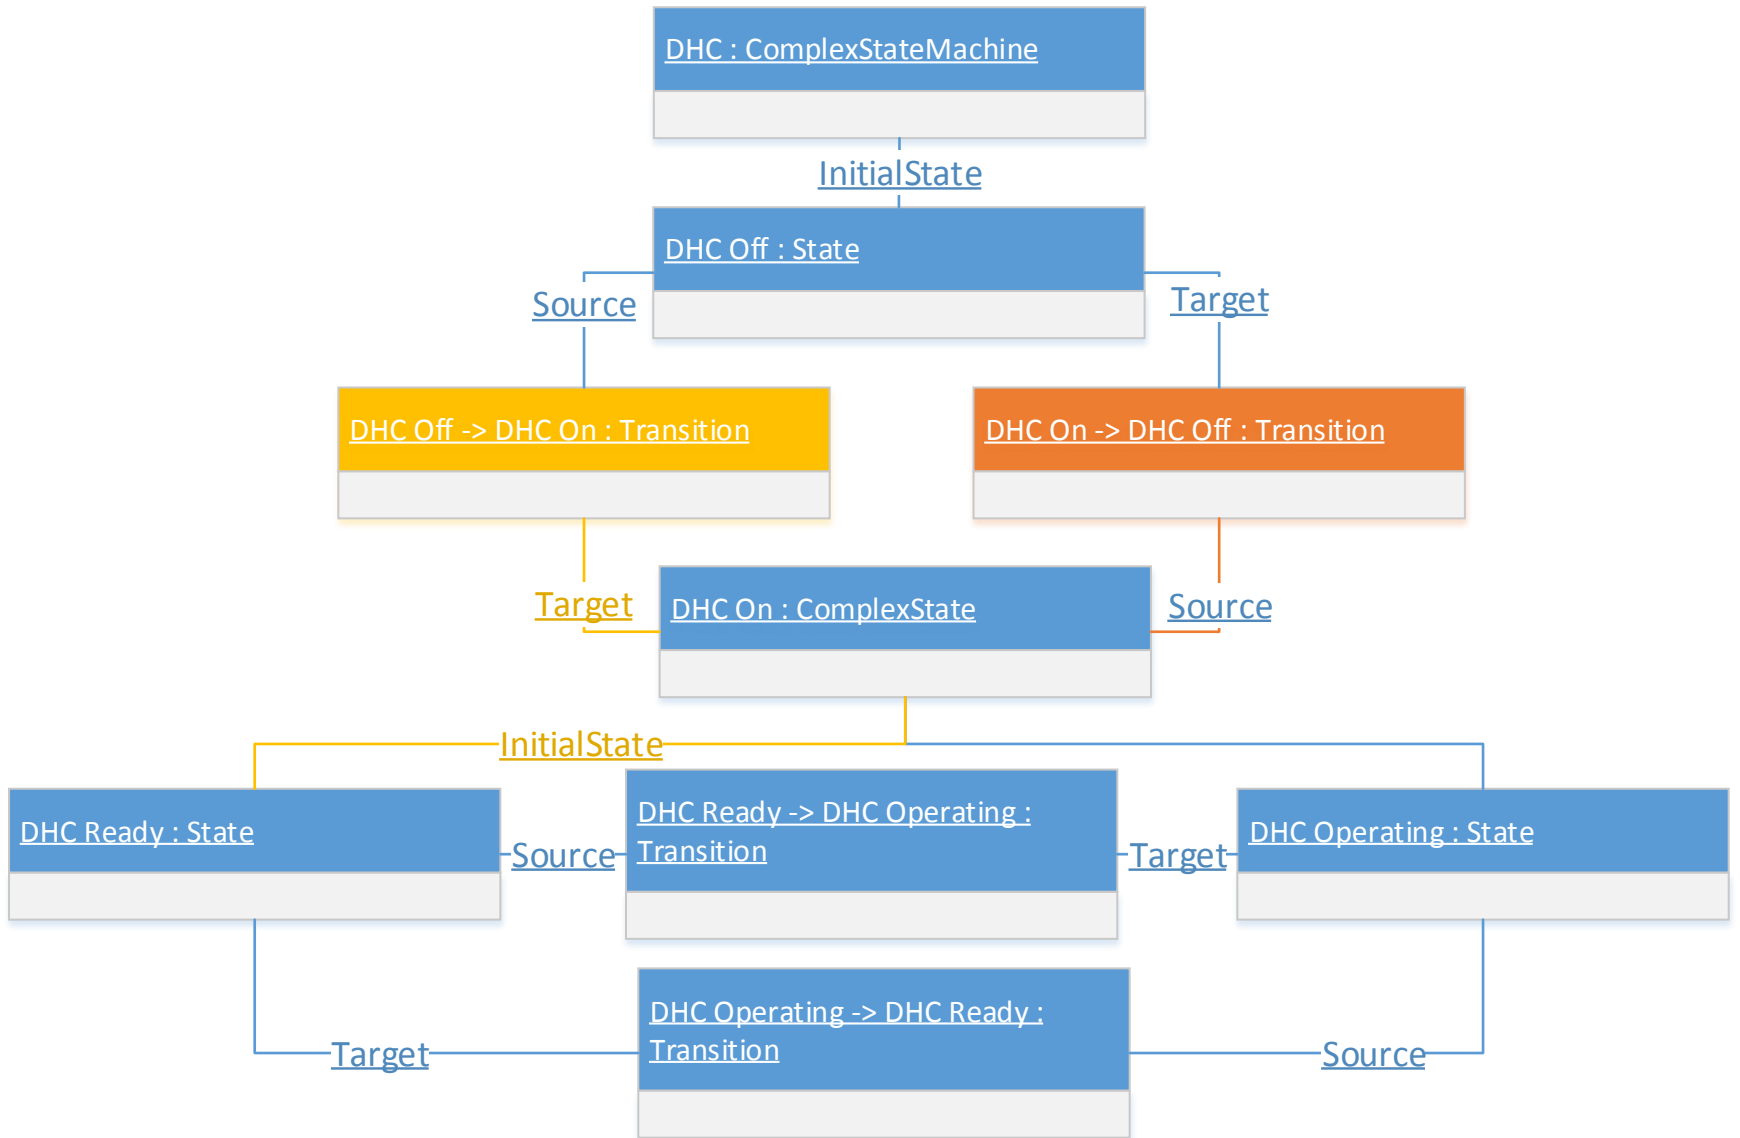 DHC : ComplexStateMachine
InitialState
DHC Off : State
Source
Target
DHC Off -> DHC On : Transition
DHC On -> DHC Off : Transition
Target
DHC On : ComplexState
Source
InitialState
DHC Ready : State
Source
DHC Ready -> DHC Operating :
Transition
Target
DHC Operating : State
DHC Operating -> DHC Ready :
Transition
Target
Source